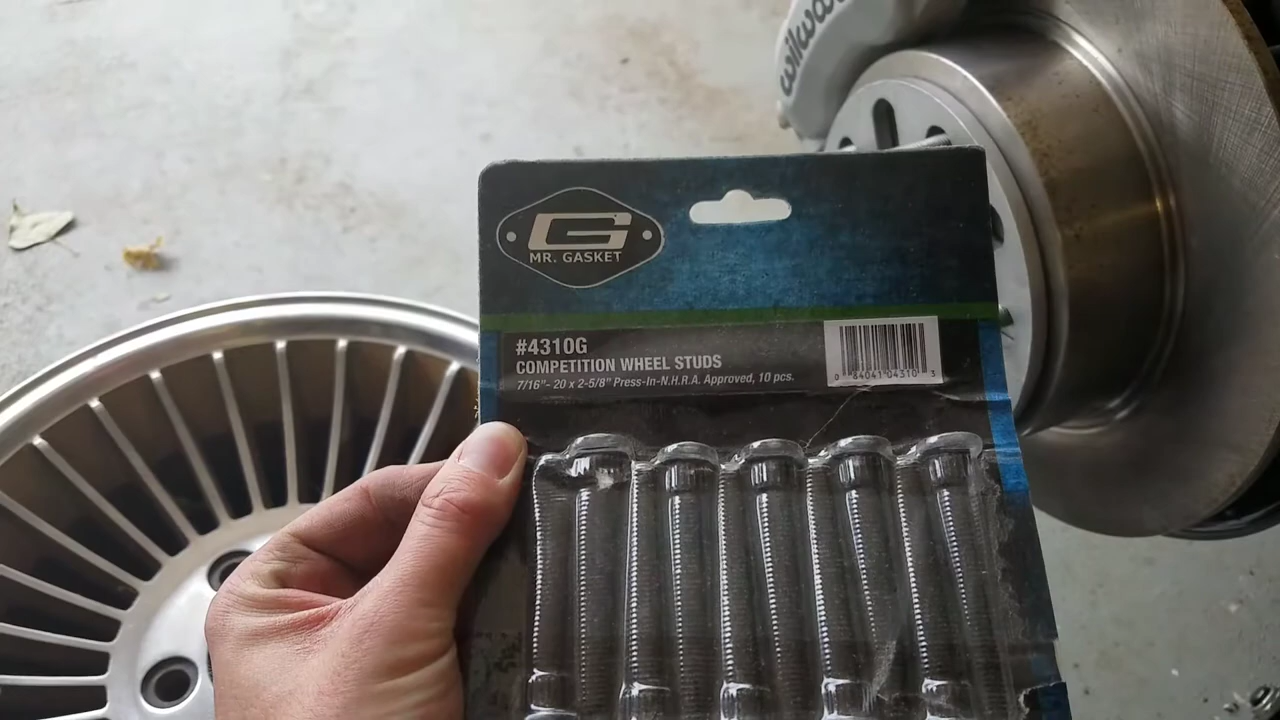 wilwood
G
MR. GASKET
#4310G
COMPETITION WHEEL STUDS
7/16"- 20 x 2-5/8" Press-In-N.H.R.A. Approved, 10 pcs.
0 84041 04310 3